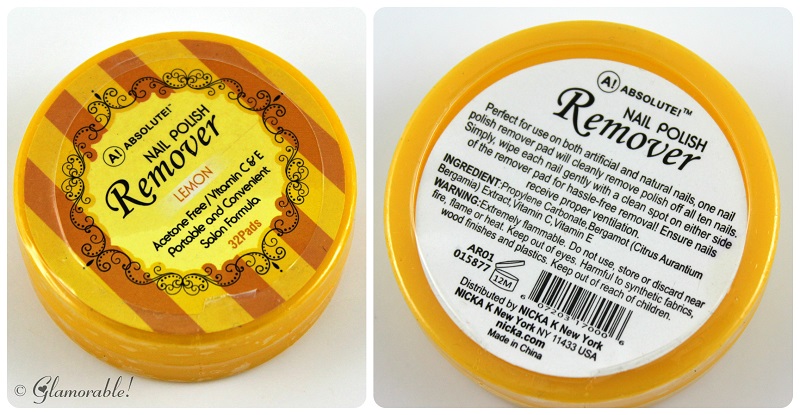 A! ABSOLUTE!™
NAIL POLISH
Remover
LEMON
Acetone Free / Vitamin C & E
Portable and Convenient
Salon Formula
32Pads
© Glamorable!
A! ABSOLUTE!™
NAIL POLISH
Remover
Perfect for use on both artificial and natural nails, one nail
polish remover pad will cleanly remove polish off all ten nails.
Simply, wipe each nail gently with a clean spot on either side
of the remover pad for hassle-free removal! Ensure nails
receive proper ventilation.
INGREDIENT:Propylene Carbonate, Bergamot (Citrus Aurantium
Bergamia) Extract, Vitamin C, Vitamin E
WARNING:Extremely flammable. Do not use, store or discard near
fire, flame or heat. Keep out of eyes. Harmful to synthetic fabrics,
wood finishes and plastics. Keep out of reach of children.
AR01
015877
12M
6 07203 17000 6
Distributed by NICKA K New York
NICKA K New York NY 11433 USA
nicka.com
Made in China